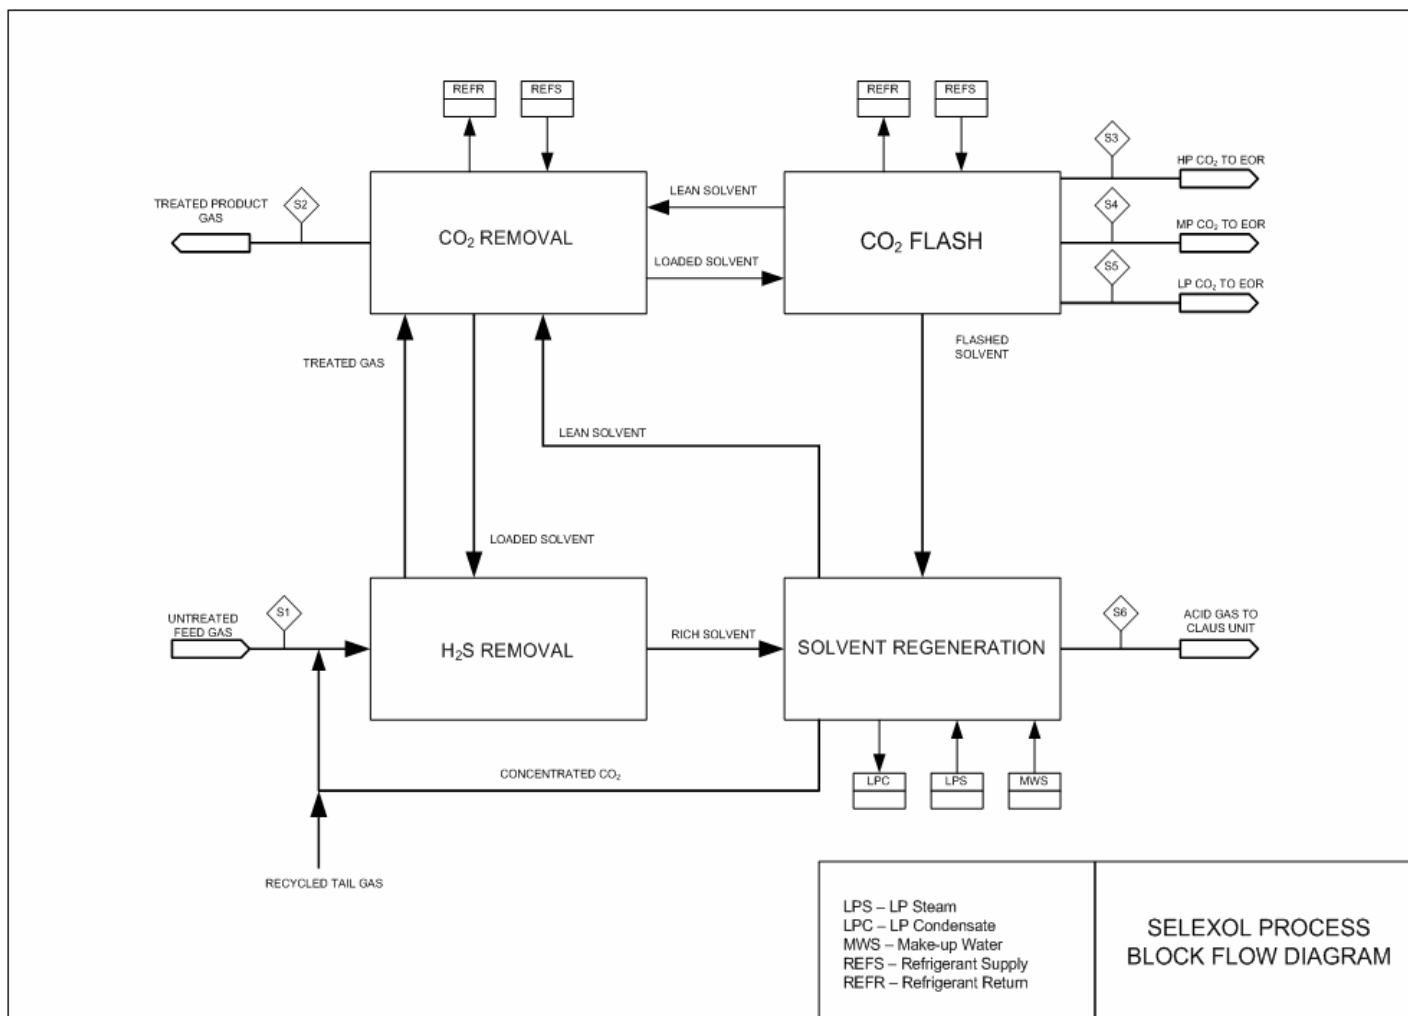 REFR
REFS
REFR
REFS
S3
HP CO₂ TO EOR
S2
TREATED PRODUCT
GAS
CO₂ REMOVAL
LEAN SOLVENT
LOADED SOLVENT
CO₂ FLASH
S4
MP CO₂ TO EOR
S5
LP CO₂ TO EOR
TREATED GAS
FLASHED
SOLVENT
LEAN SOLVENT
LOADED SOLVENT
S1
UNTREATED
FEED GAS
H₂S REMOVAL
RICH SOLVENT
SOLVENT REGENERATION
S6
ACID GAS TO
CLAUS UNIT
CONCENTRATED CO₂
LPC
LPS
MWS
RECYCLED TAIL GAS
LPS – LP Steam
LPC – LP Condensate
MWS – Make-up Water
REFS – Refrigerant Supply
REFR – Refrigerant Return
SELEXOL PROCESS
BLOCK FLOW DIAGRAM